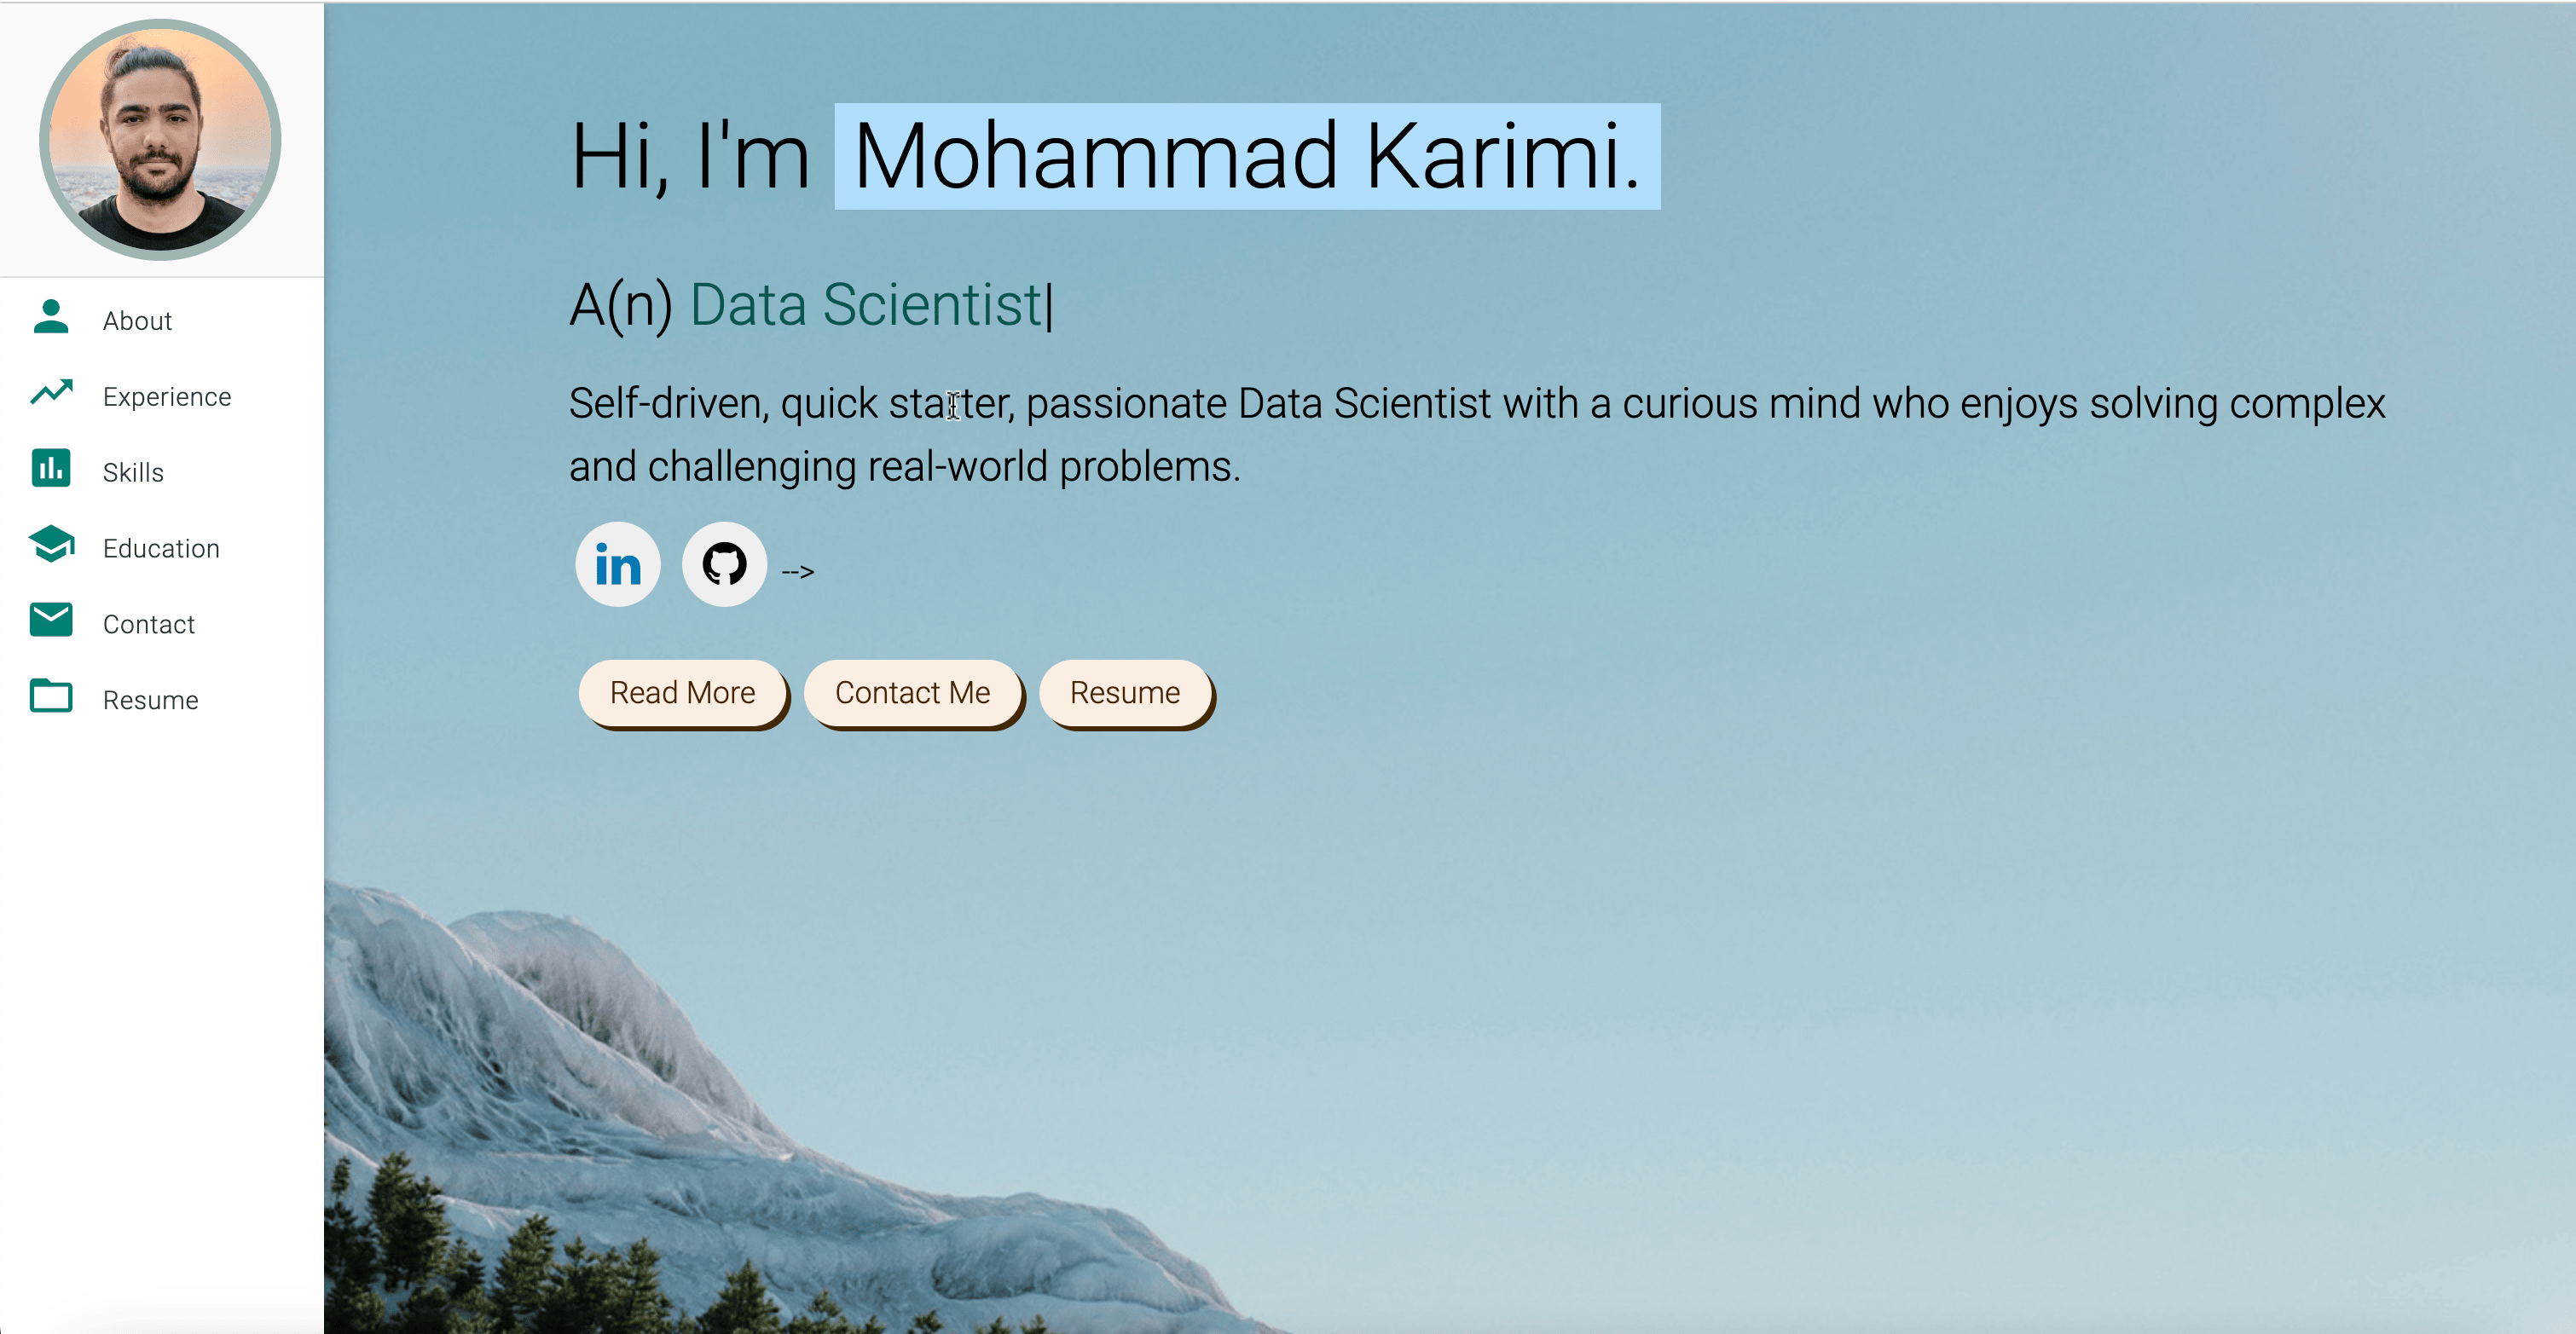 About
Experience
Skills
Education
Contact
Resume
Hi, I'm Mohammad Karimi.
A(n) Data Scientist|
Self-driven, quick starter, passionate Data Scientist with a curious mind who enjoys solving complex
and challenging real-world problems.
in -->
Read More Contact Me Resume